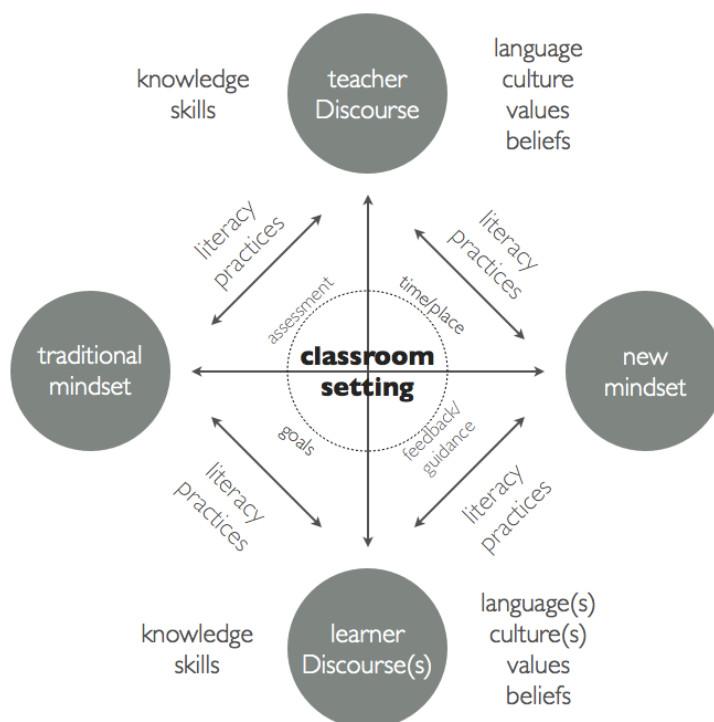 knowledge
skills
teacher
Discourse
language
culture
values
beliefs
literacy
practices
literacy
practices
assessment
time/place
traditional
mindset
classroom
setting
new
mindset
goals
feedback/
guidance
literacy
practices
literacy
practices
knowledge
skills
learner
Discourse(s)
language(s)
culture(s)
values
beliefs